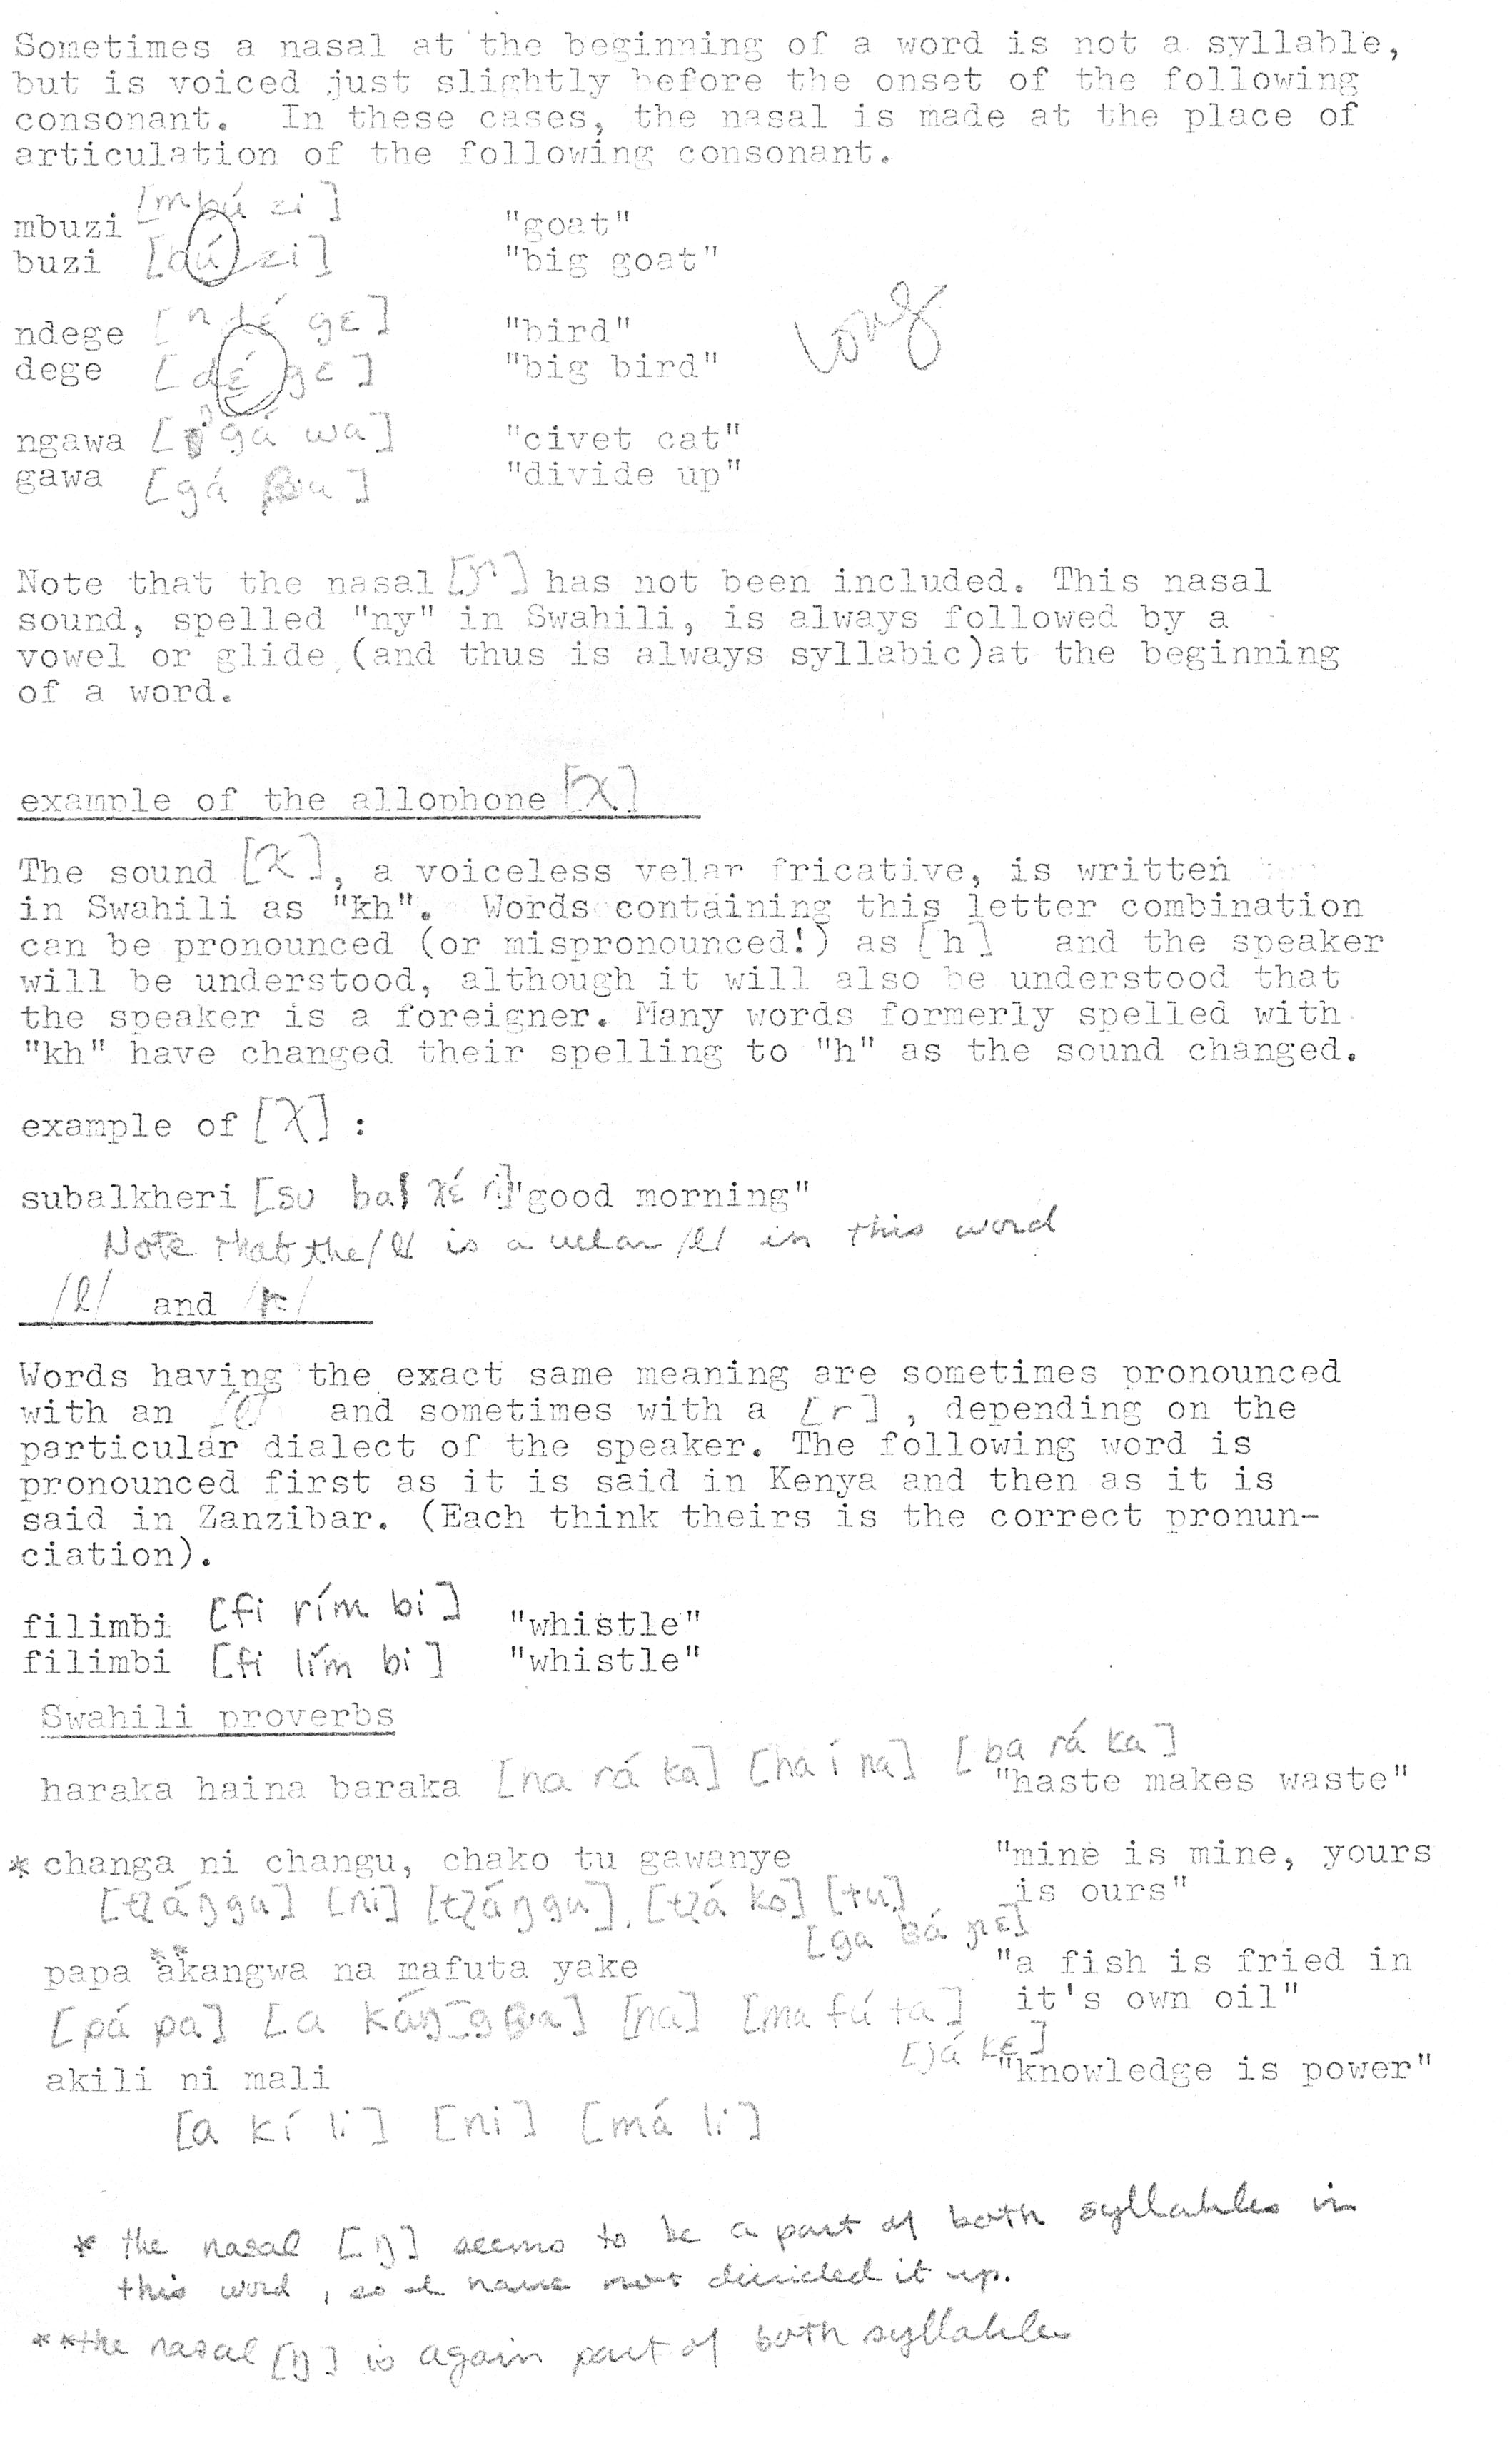 Sometimes a nasal at the beginning of a word is not a syllable,
but is voiced just slightly before the onset of the following
consonant. In these cases, the nasal is made at the place of
articulation of the following consonant.
mbuzi [mbú zi] "goat"
buzi [bú zi] "big goat"
ndege [ndɛ́ gɛ] "bird"
long
dege [dɛ́ gɛ] "big bird"
ngawa [ŋgá wa] "civet cat"
gawa [gá "divide up"
Note that the nasal [ɲ] has not been included. This nasal
sound, spelled "ny" in Swahili, is always followed by a
vowel or glide (and thus is always syllabic)at the beginning
of a word.
example of the allophone [χ]
The sound [χ], a voiceless velar fricative, is written
in Swahili as "kh". Words containing this letter combination
can be pronounced (or mispronounced!) as [h] and the speaker
will be understood, although it will also be understood that
the speaker is a foreigner. Many words formerly spelled with
"kh" have changed their spelling to "h" as the sound changed.
example of [χ] :
subalkheri [su bal χɛ́ ri] "good morning"
Note that the /l/ is a velar /l/ in this word
/l/ and /r/
Words having the exact same meaning are sometimes pronounced
with an /l/ and sometimes with a [r] , depending on the
particular dialect of the speaker. The following word is
pronounced first as it is said in Kenya and then as it is
said in Zanzibar. (Each think theirs is the correct pronun-
ciation).
filimbi [fi rím bi] "whistle"
filimbi [fi lím bi] "whistle"
Swahili proverbs
haraka haina baraka [ha rá ka] [ha í na] [ba rá ka]
"haste makes waste"
* changa ni changu, chako tu gawanye "mine is mine, yours
is ours"
[ni] [tu]
papa **akangwa na mafuta yake "a fish is fried in
it's own oil"
[pá pa] [a [na] [ma fú ta]
[já kɛ]
akili ni mali "knowledge is power"
[a kí li] [ni] [má li]
* the nasal [ŋ] seems to be a part of both syllables in
this word, so I have not divided it up.
**the nasal [ŋ] is again part of both syllables